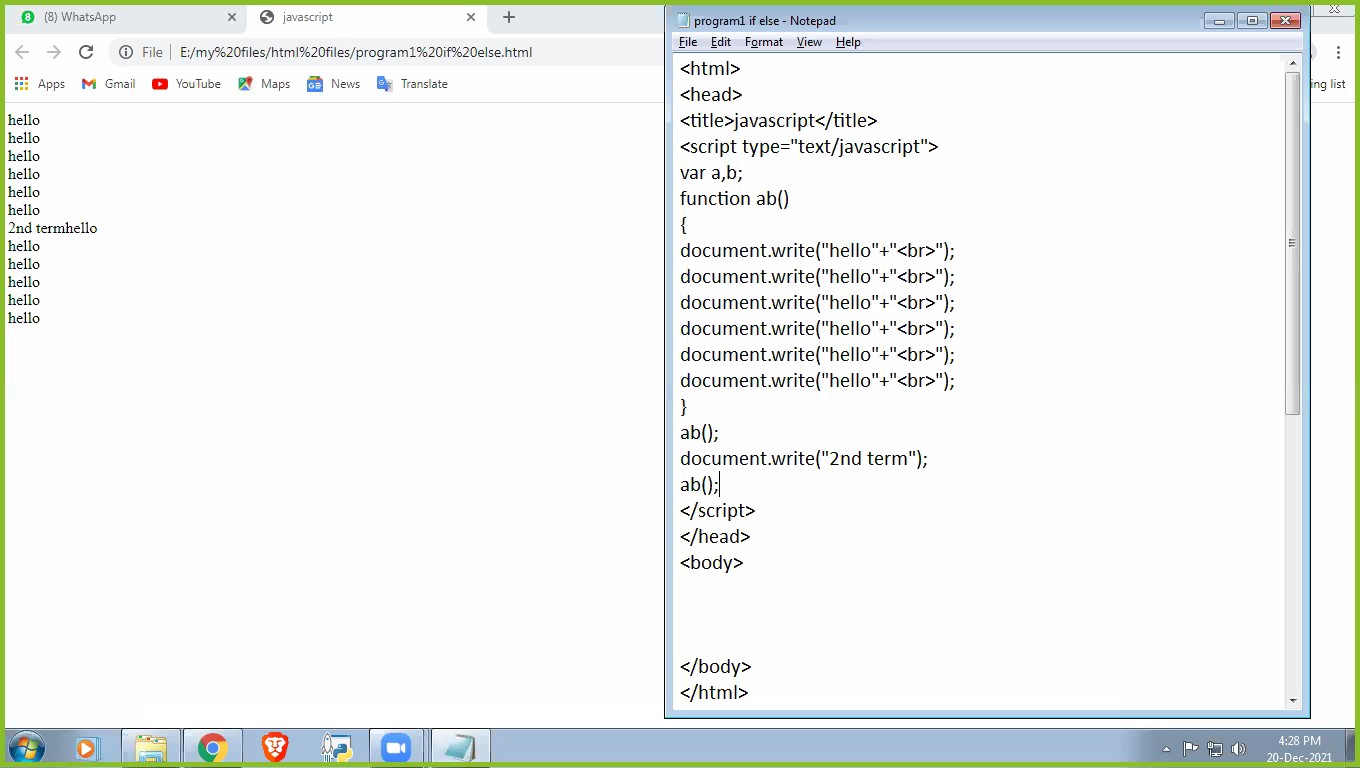 (8) WhatsApp
javascript
File | E:/my%20files/html%20files/program1%20if%20else.html
Apps Gmail YouTube Maps News Translate
ing list
hello
hello
hello
hello
hello
hello
2nd termhello
hello
hello
hello
hello
hello
program1 if else - Notepad
File Edit Format View Help
<html>
<head>
<title>javascript</title>
<script type="text/javascript">
var a,b;
function ab()
{
document.write("hello"+"<br>");
document.write("hello"+"<br>");
document.write("hello"+"<br>");
document.write("hello"+"<br>");
document.write("hello"+"<br>");
document.write("hello"+"<br>");
}
ab();
document.write("2nd term");
ab();
</script>
</head>
<body>
</body>
</html>
4:28 PM
20-Dec-2021